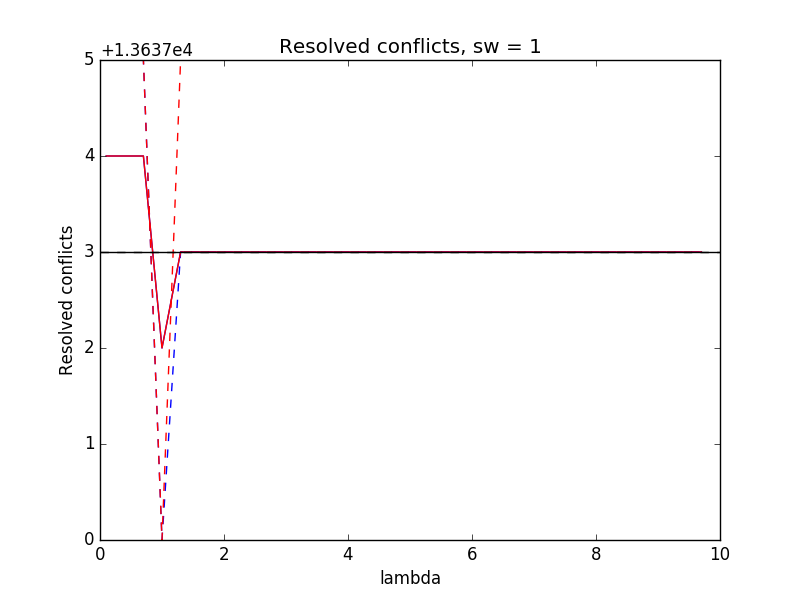 Resolved conflicts, sw = 1
+1.3637e4
5
4
3
2
1
0
Resolved conflicts
0 2 4 6 8 10
lambda